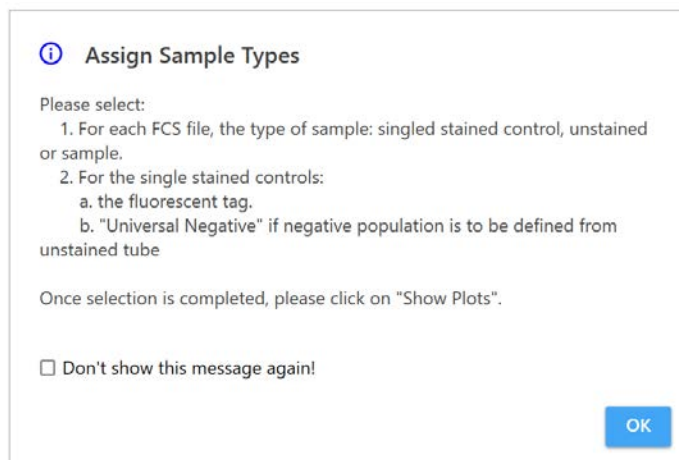 Assign Sample Types
Please select:
1. For each FCS file, the type of sample: singled stained control, unstained
or sample.
2. For the single stained controls:
a. the fluorescent tag.
b. "Universal Negative" if negative population is to be defined from
unstained tube
Once selection is completed, please click on "Show Plots".
Don't show this message again!
OK